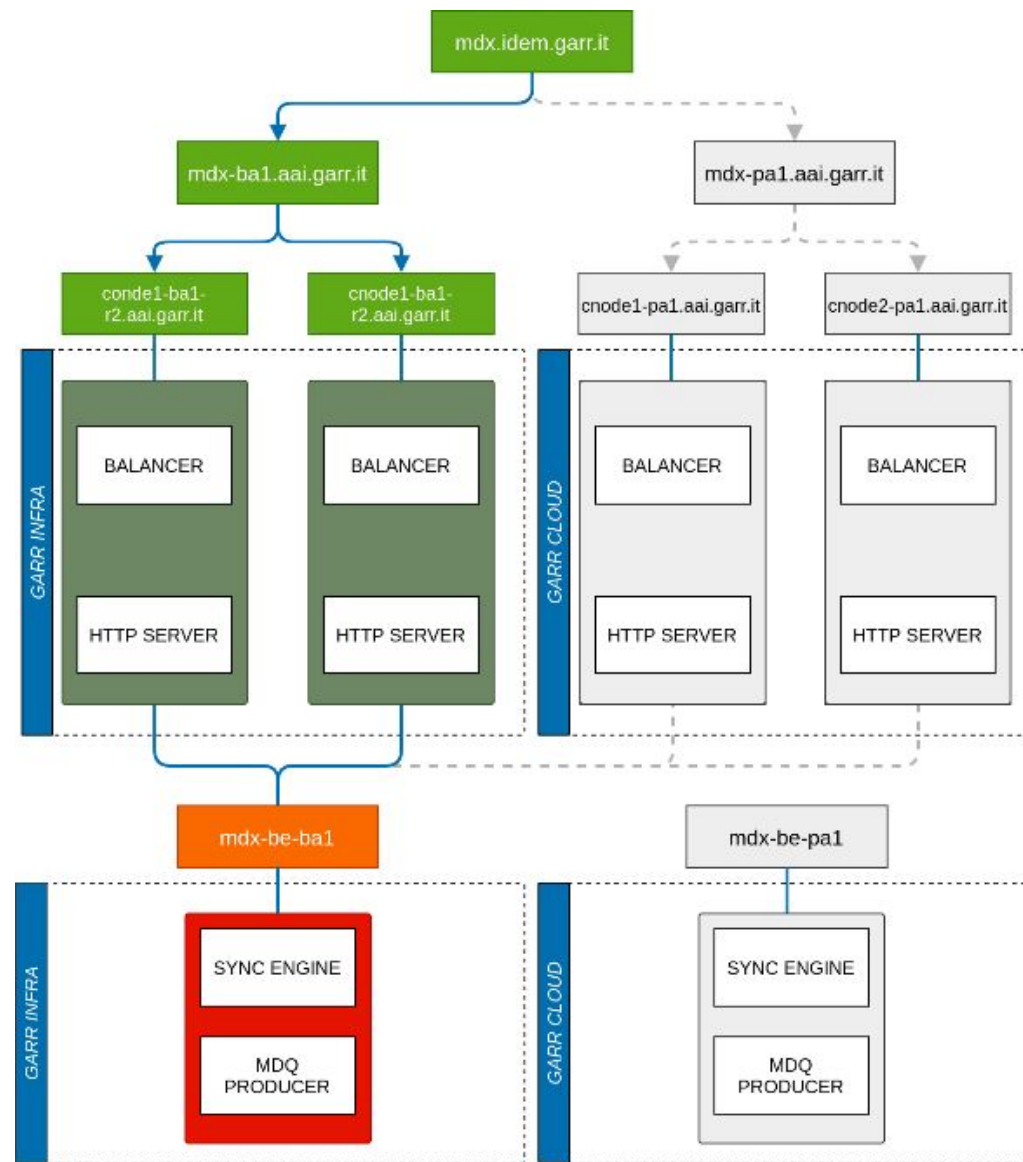 mdx.idem.garr.it
mdx-ba1.aai.garr.it
mdx-pa1.aai.garr.it
conde1-ba1-
r2.aai.garr.it
cnode1-ba1-
r2.aai.garr.it
cnode1-pa1.aai.garr.it
cnode2-pa1.aai.garr.it
GARR INFRA
BALANCER
HTTP SERVER
BALANCER
HTTP SERVER
GARR CLOUD
BALANCER
HTTP SERVER
BALANCER
HTTP SERVER
mdx-be-ba1
mdx-be-pa1
GARR INFRA
SYNC ENGINE
MDQ
PRODUCER
GARR CLOUD
SYNC ENGINE
MDQ
PRODUCER